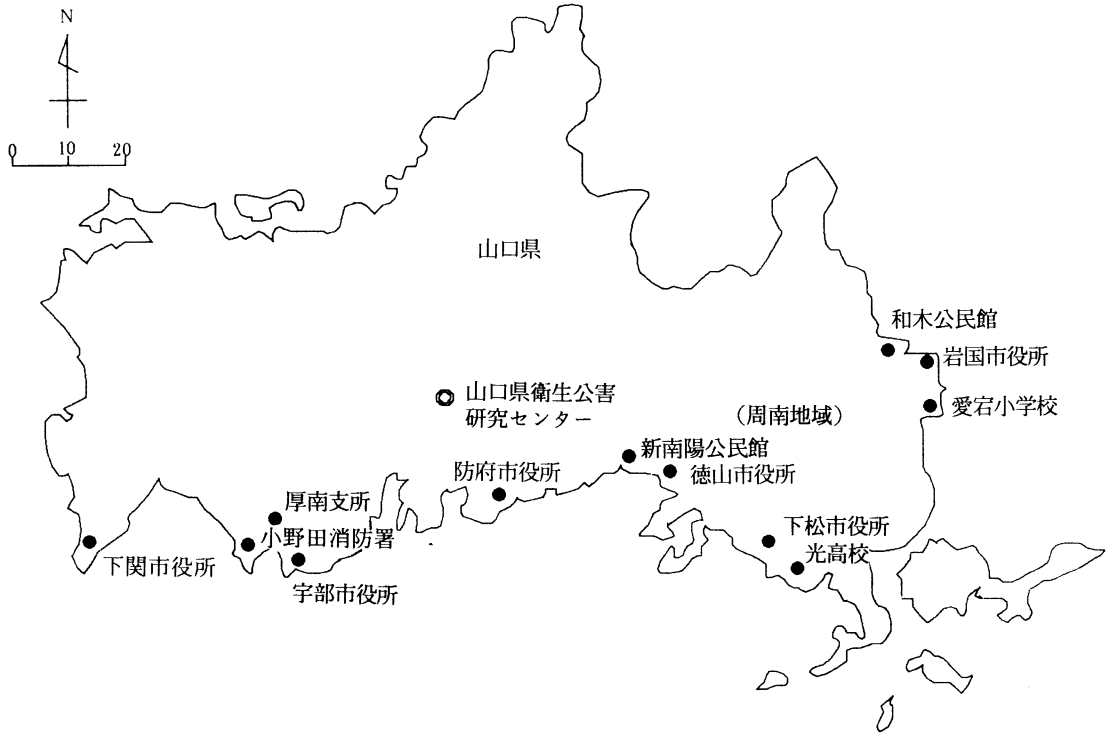 N
0 10 20
山口県
和木公民館
岩国市役所
愛宕小学校
山口県衛生公害
研究センター
(周南地域)
新南陽公民館
徳山市役所
防府市役所
厚南支所
小野田消防署
下関市役所
宇部市役所
下松市役所
光高校